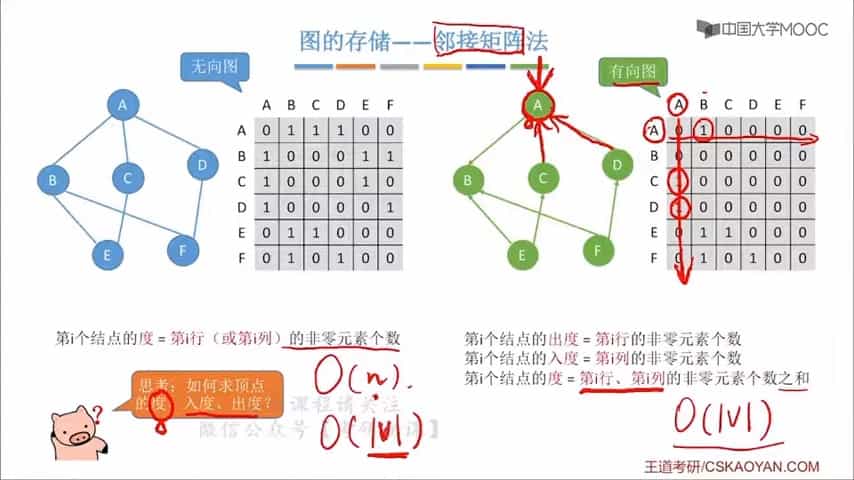 中国大学MOOC
图的存储——邻接矩阵法
无向图
有向图
A B C D E F
A 0 1 1 1 0 0
B 1 0 0 0 1 1
C 1 0 0 0 1 0
D 1 0 0 0 0 1
E 0 1 1 0 0 0
F 0 1 0 1 0 0
A
B
C
D
E
F
A B C D E F
A 0 1 0 0 0 0
B 0 0 0 0 0 0
C 1 0 0 0 0 0
D 1 0 0 0 0 0
E 0 1 1 0 0 0
F 0 1 0 1 0 0
A
B
C
D
E
F
第i个结点的度 = 第i行（或第i列）的非零元素个数
第i个结点的出度 = 第i行的非零元素个数
第i个结点的入度 = 第i列的非零元素个数
第i个结点的度 = 第i行、第i列的非零元素个数之和
思考：如何求顶点
的度、入度、出度？
O(n).
O(|V|)
O(|V|)
课程请关注
微信公众号
王道考研/CSKAOYAN.COM